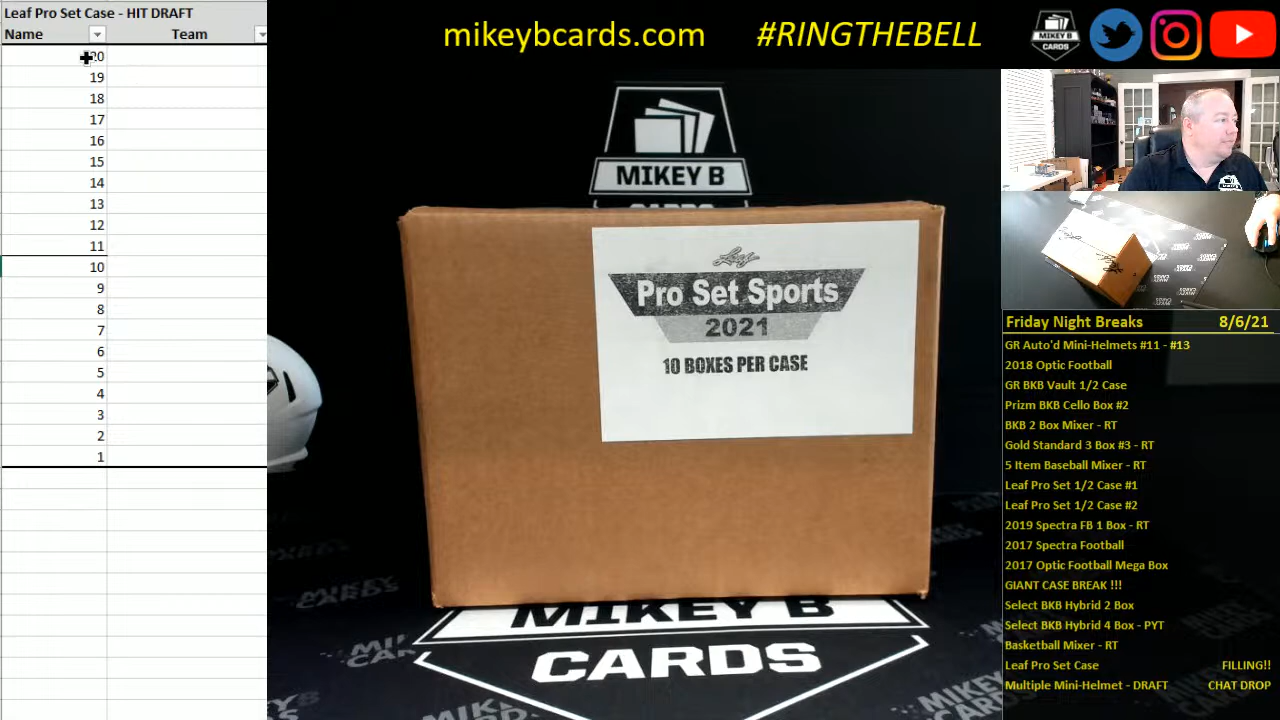 Leaf Pro Set Case - HIT DRAFT
Name Team
20
19
18
17
16
15
14
13
12
11
10
9
8
7
6
5
4
3
2
1
mikeybcards.com #RINGTHEBELL
MIKEY B
CARDS
MIKEY B
Leaf
Pro Set Sports
2021
10 BOXES PER CASE
MIKEY B
CARDS
Friday Night Breaks 8/6/21
GR Auto'd Mini-Helmets #11 - #13
2018 Optic Football
GR BKB Vault 1/2 Case
Prizm BKB Cello Box #2
BKB 2 Box Mixer - RT
Gold Standard 3 Box #3 - RT
5 Item Baseball Mixer - RT
Leaf Pro Set 1/2 Case #1
Leaf Pro Set 1/2 Case #2
2019 Spectra FB 1 Box - RT
2017 Spectra Football
2017 Optic Football Mega Box
GIANT CASE BREAK !!!
Select BKB Hybrid 2 Box
Select BKB Hybrid 4 Box - PYT
Basketball Mixer - RT
Leaf Pro Set Case FILLING!!
Multiple Mini-Helmet - DRAFT CHAT DROP